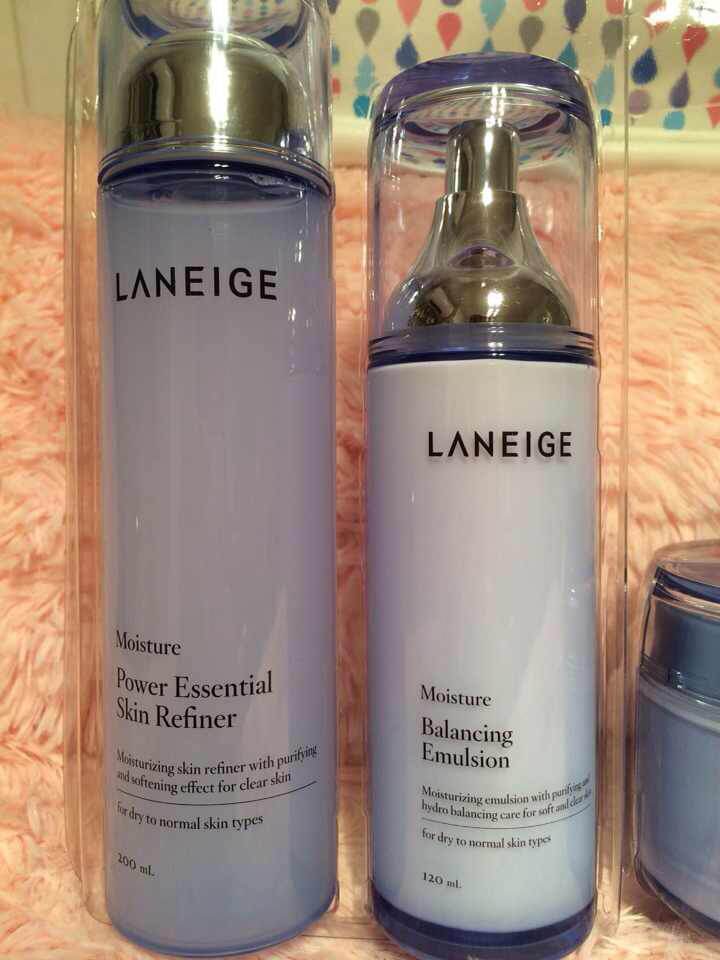 LANEIGE
Moisture
Power Essential
Skin Refiner
Moisturizing skin refiner with purifying
and softening effect for clear skin
for dry to normal skin types
200 mL
LANEIGE
Moisture
Balancing
Emulsion
Moisturizing emulsion with purifying and
hydro balancing care for soft and clear skin
for dry to normal skin types
120 mL